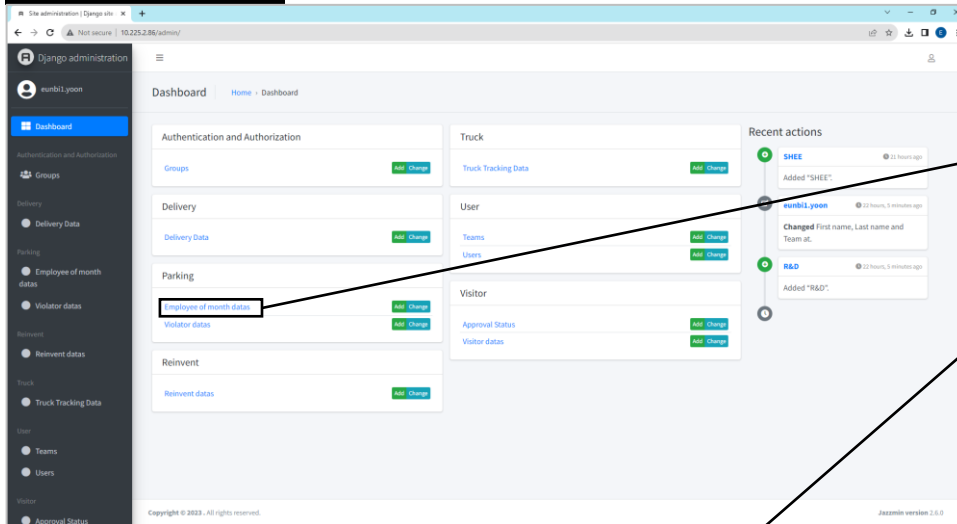 Site administration | Django site
Not secure | 10.225.2.86/admin/
Django administration
eunbi1.yoon
Dashboard
Authentication and Authorization
Groups
Delivery
Delivery Data
Parking
Employee of month
datas
Violator datas
Reinvent
Reinvent datas
Truck
Truck Tracking Data
User
Teams
Users
Visitor
Approval Status
Dashboard
Home › Dashboard
Authentication and Authorization
Groups
Add Change
Delivery
Delivery Data
Add Change
Parking
Employee of month datas
Add Change
Violator datas
Add Change
Reinvent
Reinvent datas
Add Change
Truck
Truck Tracking Data
Add Change
User
Teams
Add Change
Users
Add Change
Visitor
Approval Status
Add Change
Visitor datas
Add Change
Recent actions
SHEE
21 hours ago
Added "SHEE".
eunbi1.yoon
22 hours, 5 minutes ago
Changed First name, Last name and
Team at.
R&D
22 hours, 5 minutes ago
Added "R&D".
Copyright © 2023 . All rights reserved.
Jazzmin version 2.6.0